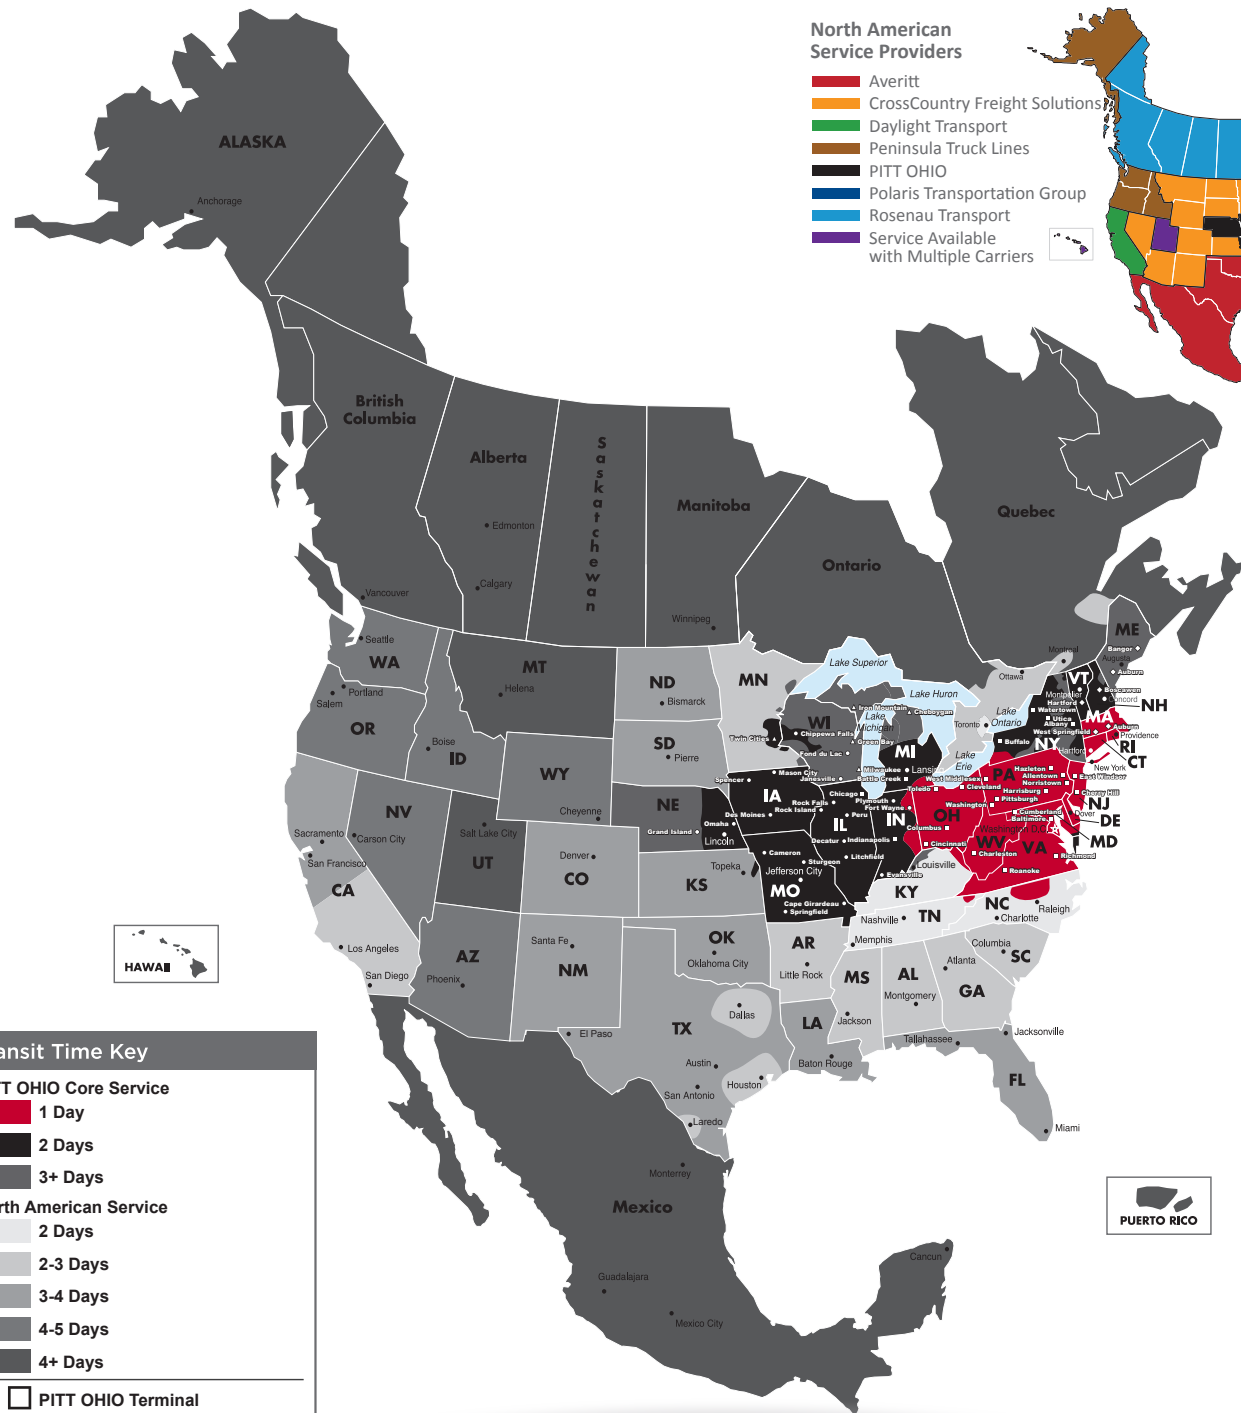 North American
Service Providers
Averitt
CrossCountry Freight Solutions
Daylight Transport
Peninsula Truck Lines
PITT OHIO
Polaris Transportation Group
Rosenau Transport
Service Available
with Multiple Carriers
ALASKA
Anchorage
British
Columbia
Alberta
Saskatchewan
Manitoba
Ontario
Quebec
Edmonton
Calgary
Vancouver
Winnipeg
Seattle
WA
Portland
Salem
OR
Boise
ID
MT
Helena
ND
Bismarck
SD
Pierre
MN
Twin Cities
WY
Cheyenne
NE
Grand Island
Omaha
Lincoln
NV
Carson City
Sacramento
San Francisco
CA
Los Angeles
San Diego
Salt Lake City
UT
Denver
CO
Topeka
KS
AZ
Phoenix
Santa Fe
NM
El Paso
OK
Oklahoma City
TX
Dallas
Austin
Houston
San Antonio
Laredo
Lake Superior
Lake Huron
Lake
Michigan
Lake
Ontario
Lake
Erie
WI
Iron Mountain
Cheboygan
Chippewa Falls
Green Bay
Fond du Lac
Milwaukee
Janesville
MI
Lansing
Battle Creek
Spencer
Mason City
IA
Des Moines
Rock Falls
Rock Island
Chicago
Peru
IL
Decatur
Litchfield
Plymouth
Fort Wayne
IN
Indianapolis
Evansville
Cameron
Sturgeon
Jefferson City
MO
Cape Girardeau
Springfield
West Middlesex
Toledo
Cleveland
OH
Columbus
Cincinnati
Louisville
KY
Nashville
TN
Memphis
AR
Little Rock
MS
Jackson
AL
Montgomery
Atlanta
GA
Columbia
SC
NC
Raleigh
Charlotte
LA
Baton Rouge
Tallahassee
Jacksonville
FL
Miami
Ottawa
Montreal
Toronto
ME
Bangor
Augusta
Auburn
VT
Montpelier
Hartford
Boscawen
Concord
NH
Watertown
Utica
Albany
West Springfield
MA
Auburn
Providence
RI
CT
Hartford
New York
Buffalo
NY
PA
Hazleton
Allentown
Norristown
Harrisburg
Pittsburgh
Washington
East Windsor
Cherry Hill
NJ
Dover
DE
MD
Cumberland
Baltimore
Washington, D.C.
WV
VA
Charleston
Richmond
Roanoke
HAWAII
PUERTO RICO
Mexico
Monterrey
Guadalajara
Mexico City
Cancun
ansit Time Key
T OHIO Core Service
1 Day
2 Days
3+ Days
rth American Service
2 Days
2-3 Days
3-4 Days
4-5 Days
4+ Days
PITT OHIO Terminal